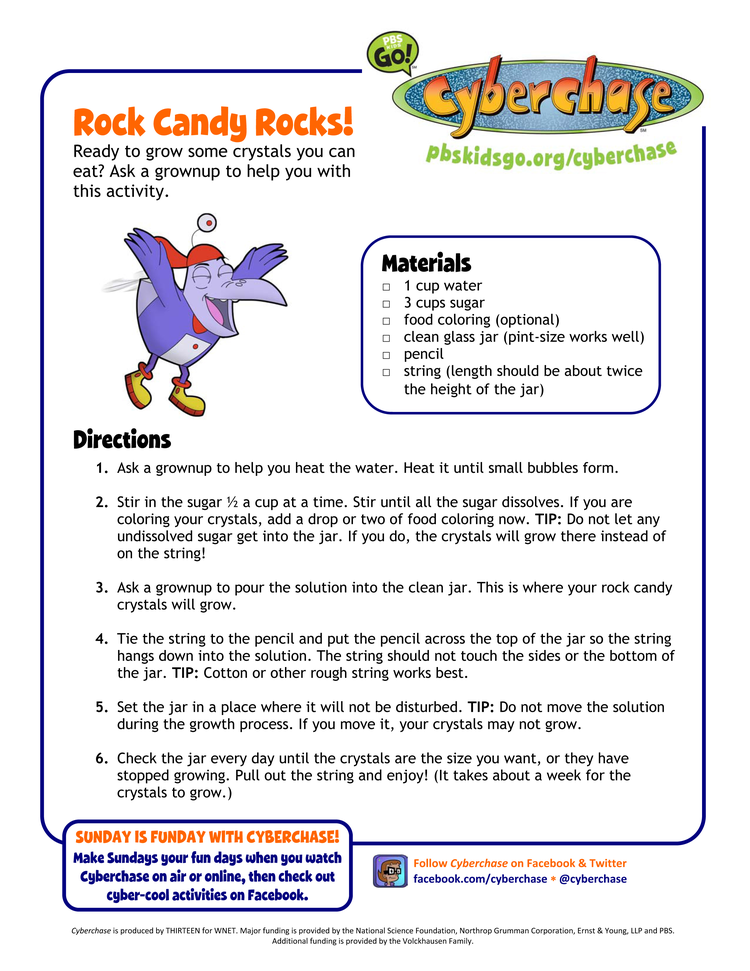 PBS
KIDS
GO!
SM
Cyberchase
SM
pbskidsgo.org/cyberchase
Rock Candy Rocks!
Ready to grow some crystals you can
eat? Ask a grownup to help you with
this activity.
Materials
□ 1 cup water
□ 3 cups sugar
□ food coloring (optional)
□ clean glass jar (pint-size works well)
□ pencil
□ string (length should be about twice
the height of the jar)
Directions
1. Ask a grownup to help you heat the water. Heat it until small bubbles form.
2. Stir in the sugar ½ a cup at a time. Stir until all the sugar dissolves. If you are
coloring your crystals, add a drop or two of food coloring now. TIP: Do not let any
undissolved sugar get into the jar. If you do, the crystals will grow there instead of
on the string!
3. Ask a grownup to pour the solution into the clean jar. This is where your rock candy
crystals will grow.
4. Tie the string to the pencil and put the pencil across the top of the jar so the string
hangs down into the solution. The string should not touch the sides or the bottom of
the jar. TIP: Cotton or other rough string works best.
5. Set the jar in a place where it will not be disturbed. TIP: Do not move the solution
during the growth process. If you move it, your crystals may not grow.
6. Check the jar every day until the crystals are the size you want, or they have
stopped growing. Pull out the string and enjoy! (It takes about a week for the
crystals to grow.)
SUNDAY IS FUNDAY WITH CYBERCHASE!
Make Sundays your fun days when you watch
Cyberchase on air or online, then check out
cyber-cool activities on Facebook.
Follow Cyberchase on Facebook & Twitter
facebook.com/cyberchase * @cyberchase
Cyberchase is produced by THIRTEEN for WNET. Major funding is provided by the National Science Foundation, Northrop Grumman Corporation, Ernst & Young, LLP and PBS.
Additional funding is provided by the Volckhausen Family.